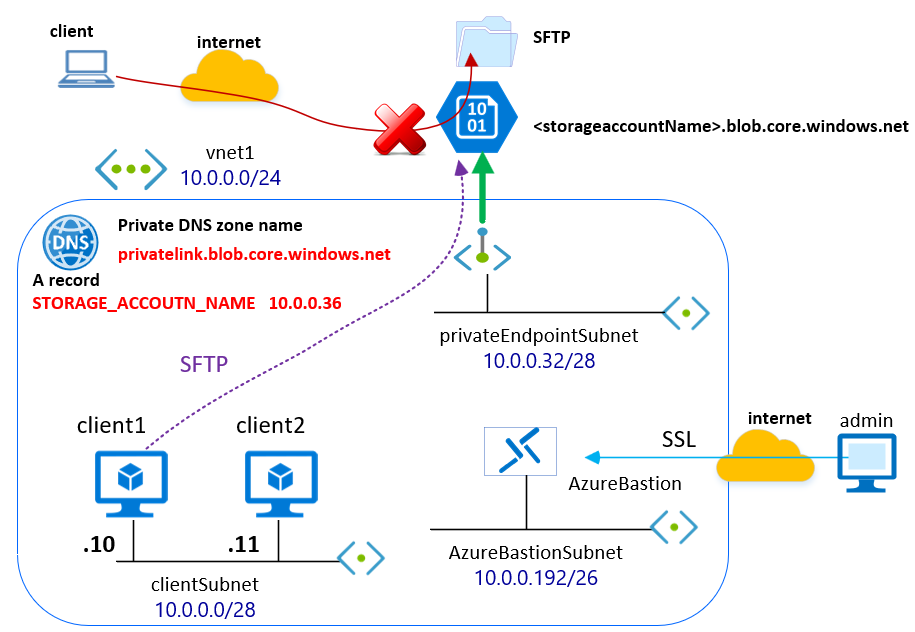 client
internet
SFTP
10
01
<storageaccountName>.blob.core.windows.net
vnet1
10.0.0.0/24
DNS
Private DNS zone name
privatelink.blob.core.windows.net
A record
STORAGE_ACCOUTN_NAME 10.0.0.36
privateEndpointSubnet
10.0.0.32/28
SFTP
client1
client2
internet
admin
SSL
AzureBastion
.10
.11
clientSubnet
10.0.0.0/28
AzureBastionSubnet
10.0.0.192/26